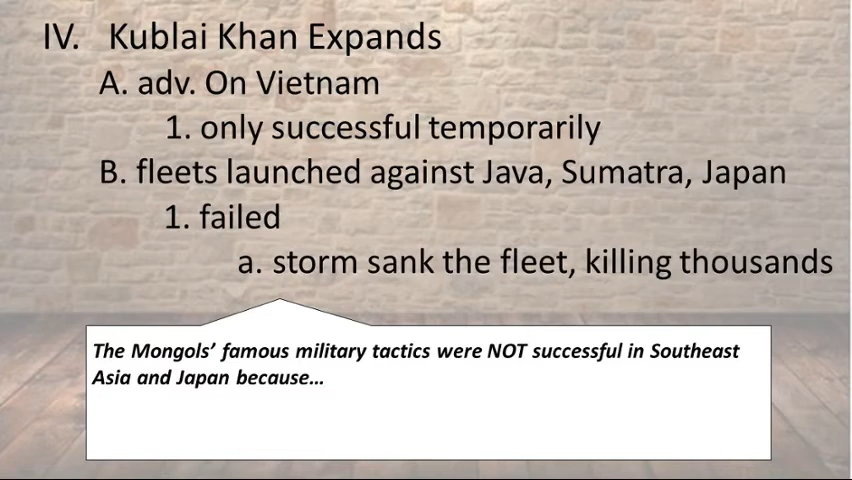 IV. Kublai Khan Expands
A. adv. On Vietnam
1. only successful temporarily
B. fleets launched against Java, Sumatra, Japan
1. failed
a. storm sank the fleet, killing thousands
The Mongols’ famous military tactics were NOT successful in Southeast
Asia and Japan because…